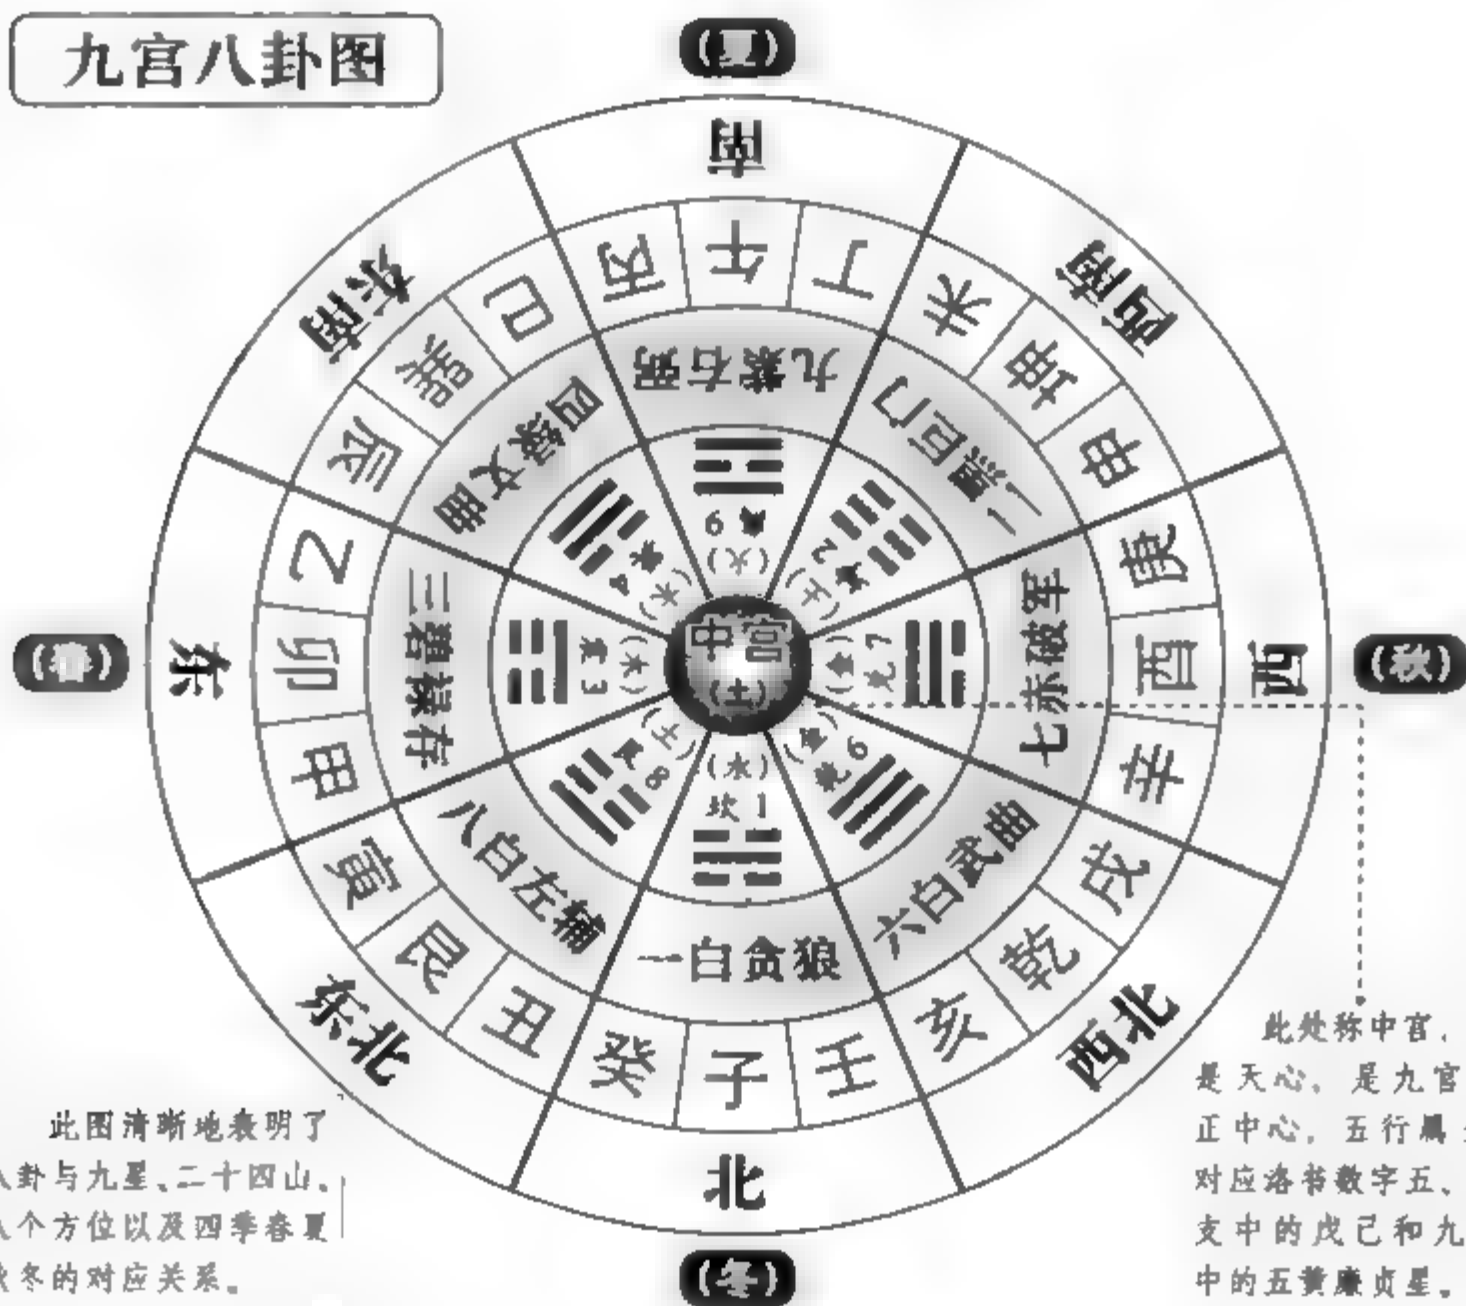 九宫八卦图
(夏)
南
东南
西南
东
西
(春)
(秋)
东北
西北
北
(冬)
丙 午 丁
未 坤 申
庚 酉 辛
戌 乾 亥
壬 子 癸
丑 艮 寅
甲 卯 乙
辰 巽 巳
九紫右弼
二黑巨门
七赤破军
六白武曲
一白贪狼
八白左辅
三碧禄存
四绿文曲
离 9
(火)
坤 2
(土)
兑 7
(金)
乾 6
(金)
(水)
坎 1
艮 8
(土)
震 3
(木)
巽 4
(木)
中宫
(土)
此图清晰地表明了
八卦与九星、二十四山、
八个方位以及四季春夏
秋冬的对应关系。
此处称中宫,
是天心,是九宫
正中心,五行属
对应洛书数字五、
支中的戊己和九
中的五黄廉贞星。